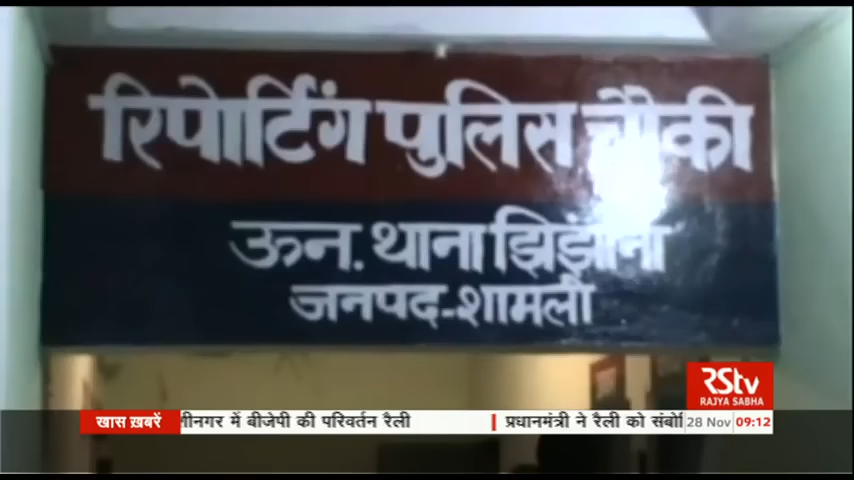 रिपोर्टिंग पुलिस चौकी
ऊन. थाना झिंझाना
जनपद-शामली
RSTV
RAJYA SABHA
खास ख़बरें
में बीजेपी की परिवर्तन रैली
प्रधानमंत्री ने रैली को
28 Nov 09:12